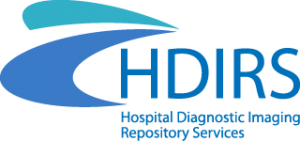 HDIRS
Hospital Diagnostic Imaging
Repository Services